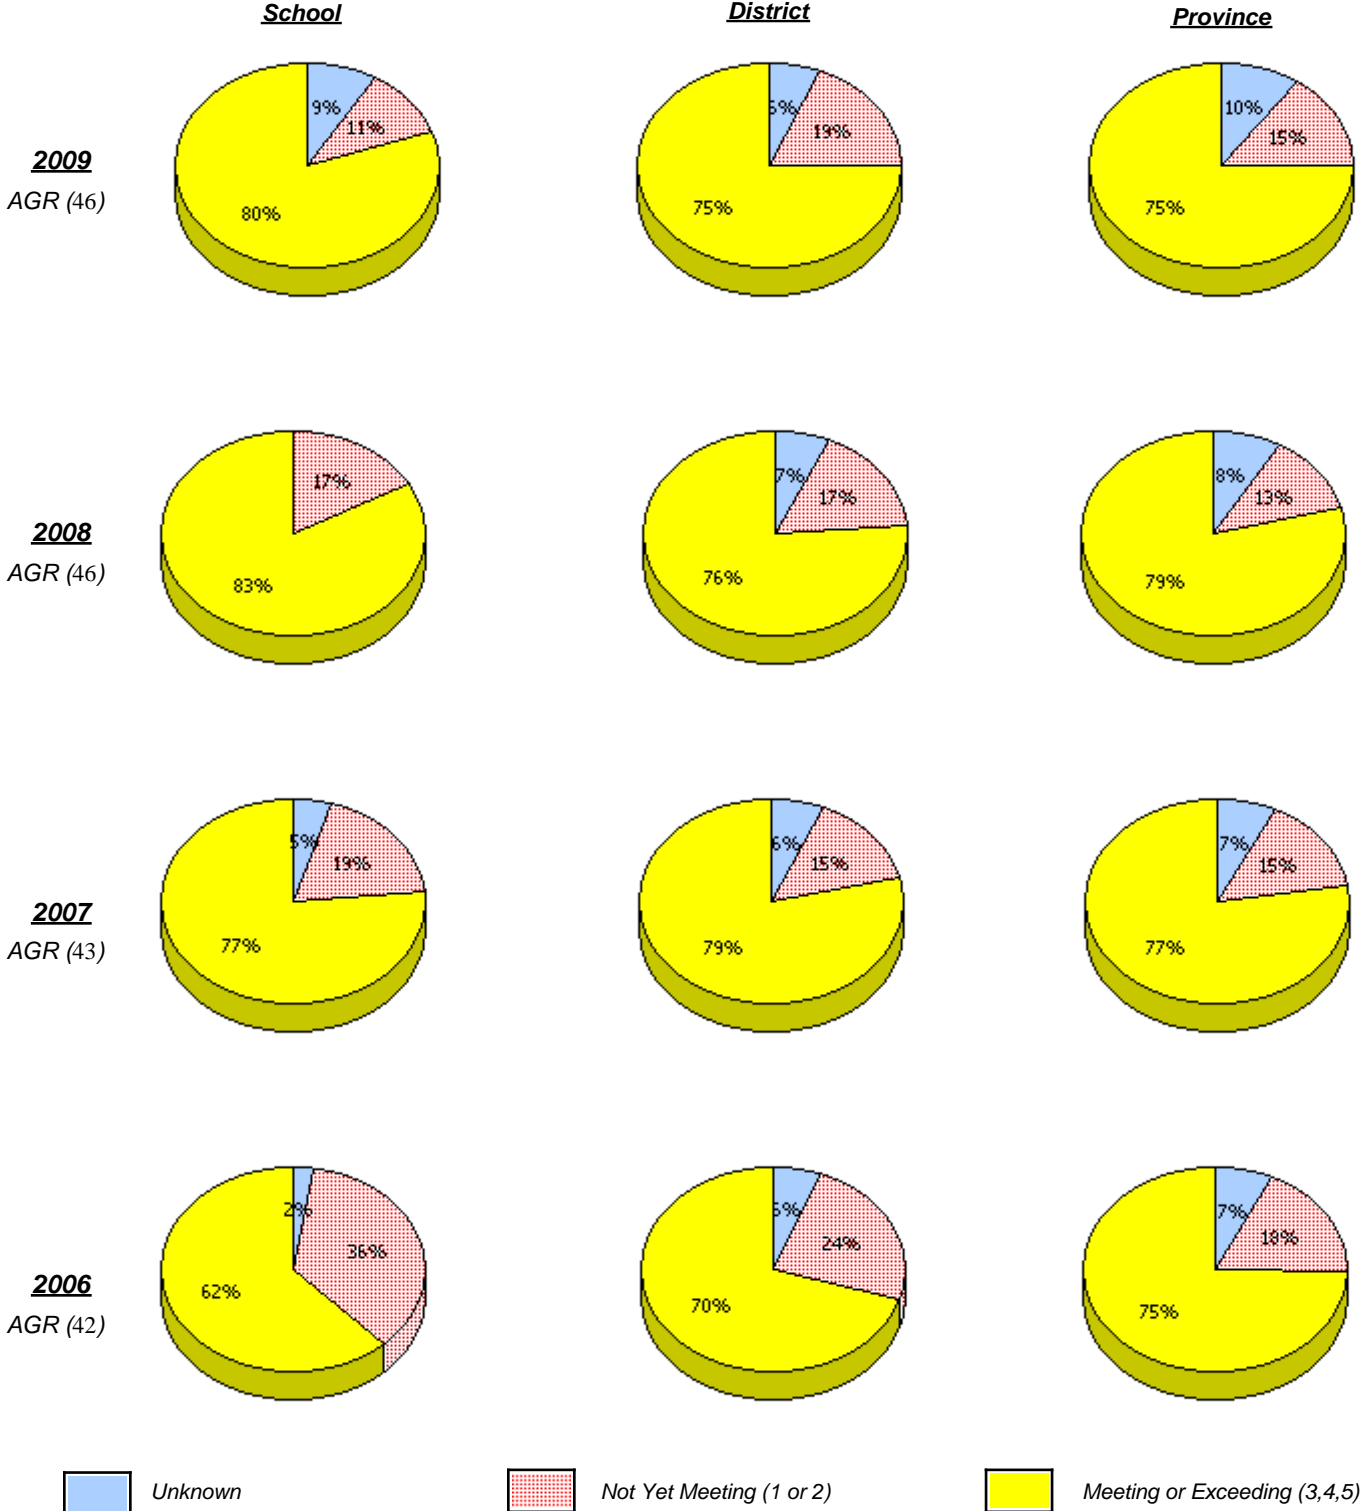 School District Province
9% 6% 10%
11% 19% 15%
2009
AGR (46)
80% 75% 75%
17% 7% 17% 8% 13%
2008
AGR (46)
83% 76% 79%
5% 6% 7%
19% 15% 15%
2007
AGR (43)
77% 79% 77%
2% 6% 7%
36% 24% 18%
2006
AGR (42)
62% 70% 75%
Unknown Not Yet Meeting (1 or 2) Meeting or Exceeding (3,4,5)